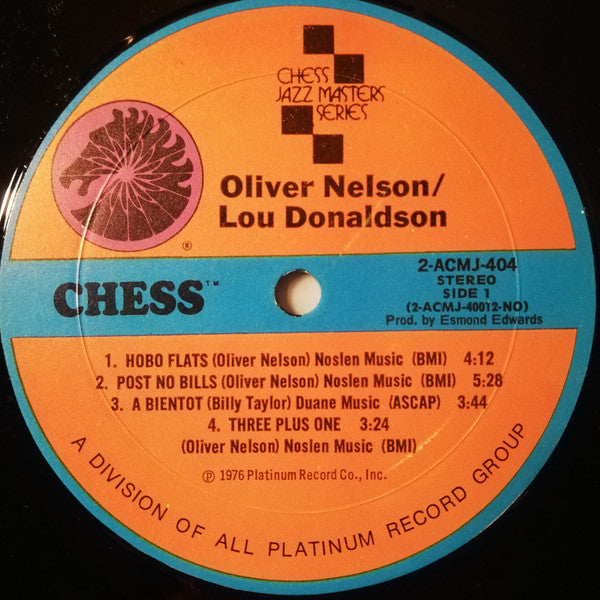 CHESS
JAZZ MASTERS
SERIES
®
Oliver Nelson/
Lou Donaldson
CHESS™
2-ACMJ-404
STEREO
SIDE 1
(2-ACMJ-40012-NO)
Prod. by Esmond Edwards
1. HOBO FLATS (Oliver Nelson) Noslen Music (BMI) 4:12
2. POST NO BILLS (Oliver Nelson) Noslen Music (BMI) 5:28
3. A BIENTOT (Billy Taylor) Duane Music (ASCAP) 3:44
4. THREE PLUS ONE 3:24
(Oliver Nelson) Noslen Music (BMI)
℗ 1976 Platinum Record Co., Inc.
A DIVISION OF ALL PLATINUM RECORD GROUP